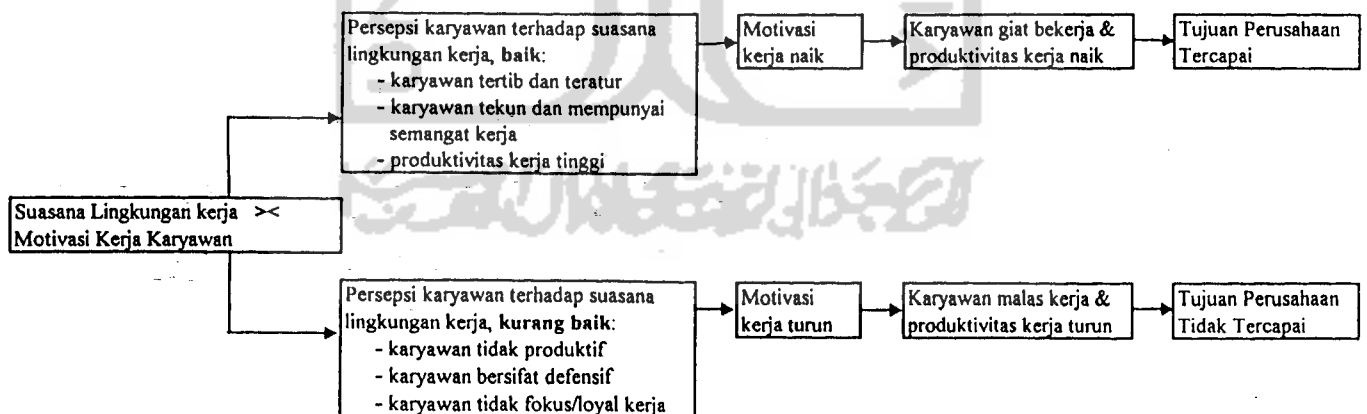 Persepsi karyawan terhadap suasana
lingkungan kerja, baik:
- karyawan tertib dan teratur
- karyawan tekun dan mempunyai
semangat kerja
- produktivitas kerja tinggi
Motivasi
kerja naik
Karyawan giat bekerja &
produktivitas kerja naik
Tujuan Perusahaan
Tercapai
Suasana Lingkungan kerja ><
Motivasi Kerja Karyawan
Persepsi karyawan terhadap suasana
lingkungan kerja, kurang baik:
- karyawan tidak produktif
- karyawan bersifat defensif
- karyawan tidak fokus/loyal kerja
Motivasi
kerja turun
Karyawan malas kerja &
produktivitas kerja turun
Tujuan Perusahaan
Tidak Tercapai